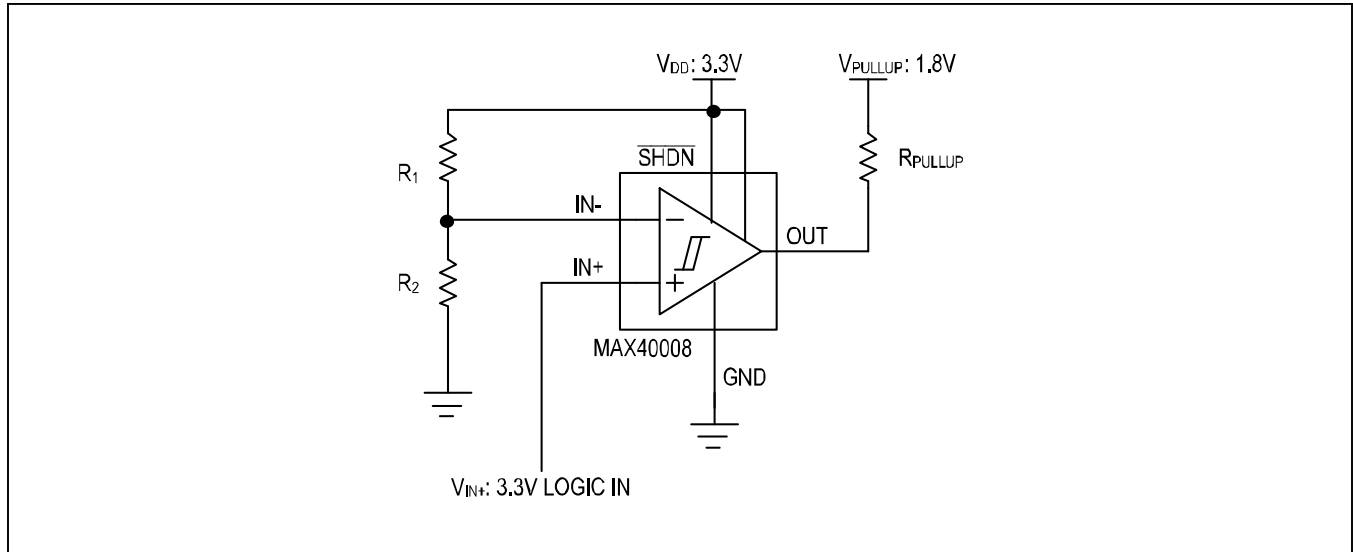 VDD: 3.3V
VPULLUP: 1.8V
SHDN
RPULLUP
R1
IN-
OUT
IN+
R2
MAX40008
GND
VIN+: 3.3V LOGIC IN